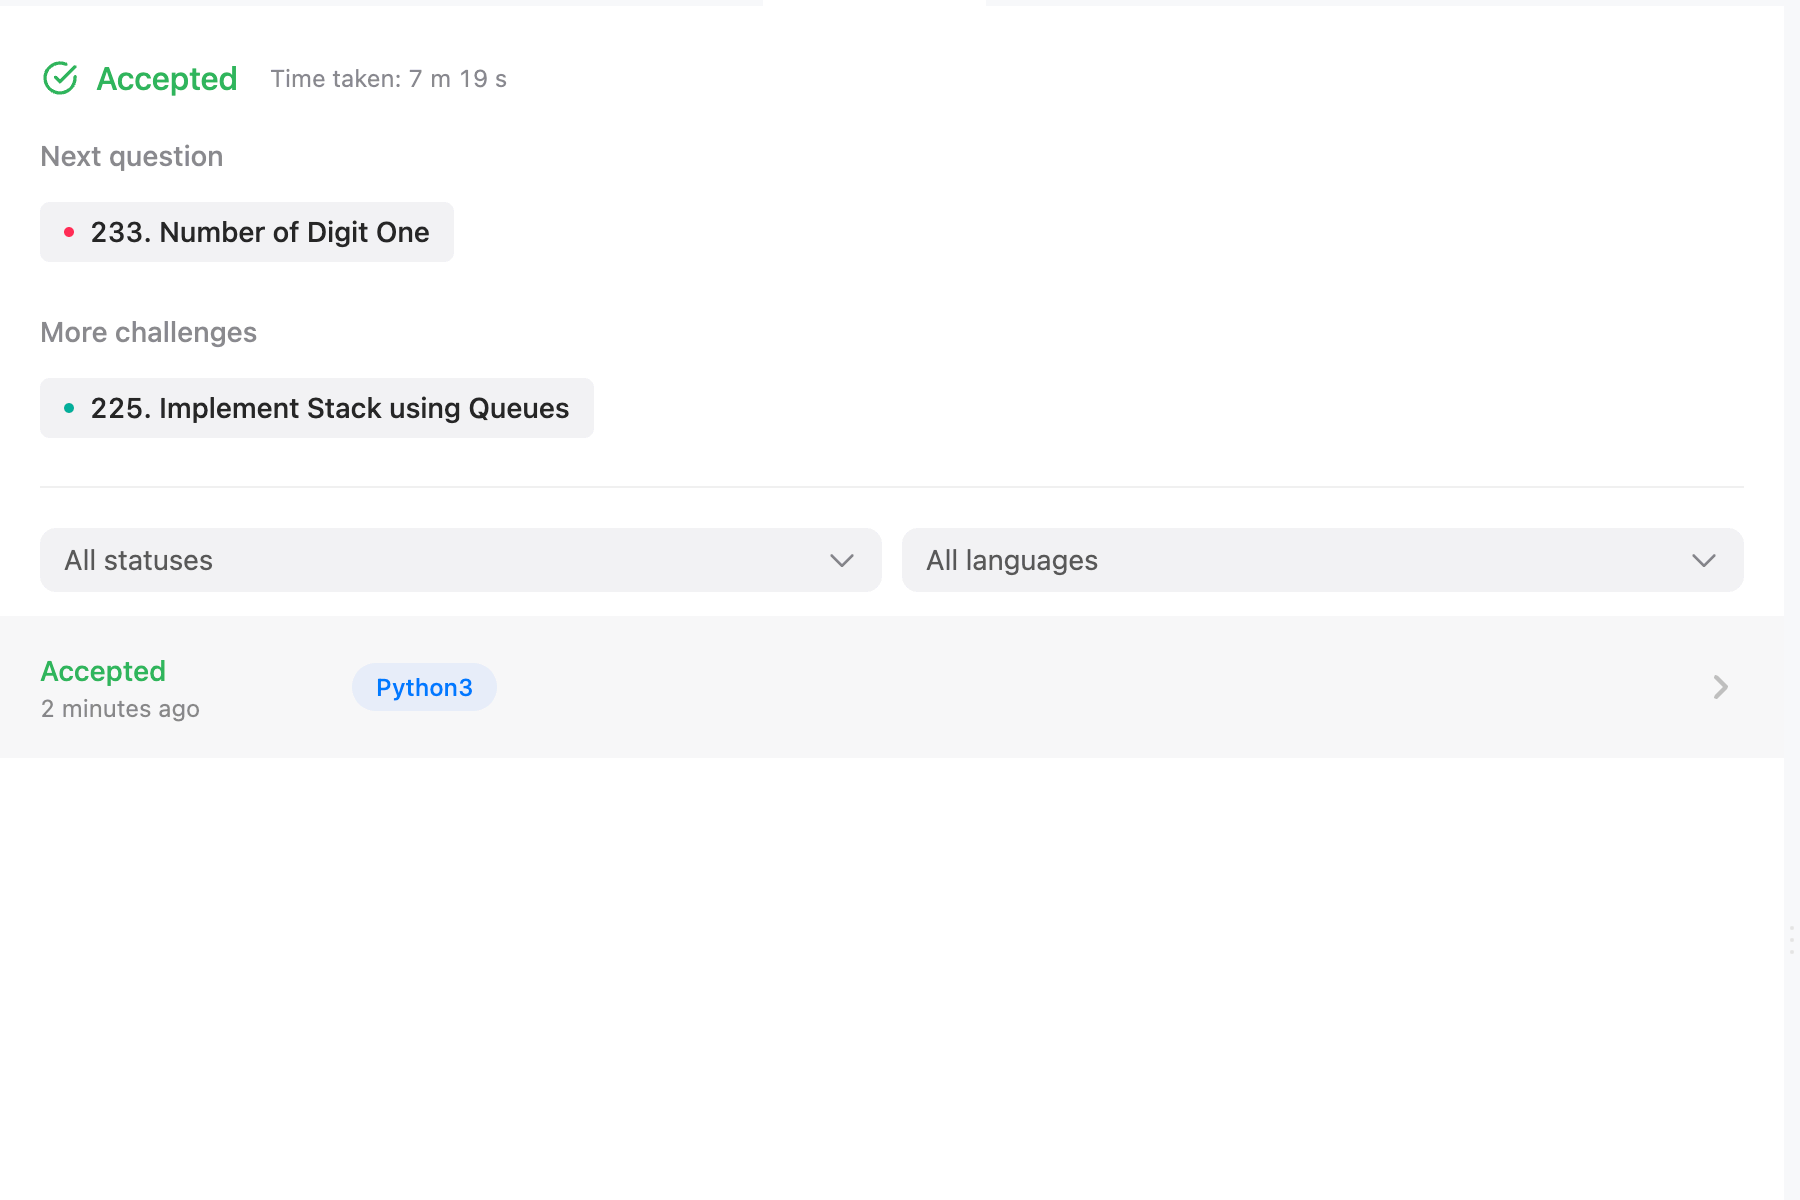 Accepted Time taken: 7 m 19 s
Next question
233. Number of Digit One
More challenges
225. Implement Stack using Queues
All statuses All languages
Accepted Python3
2 minutes ago